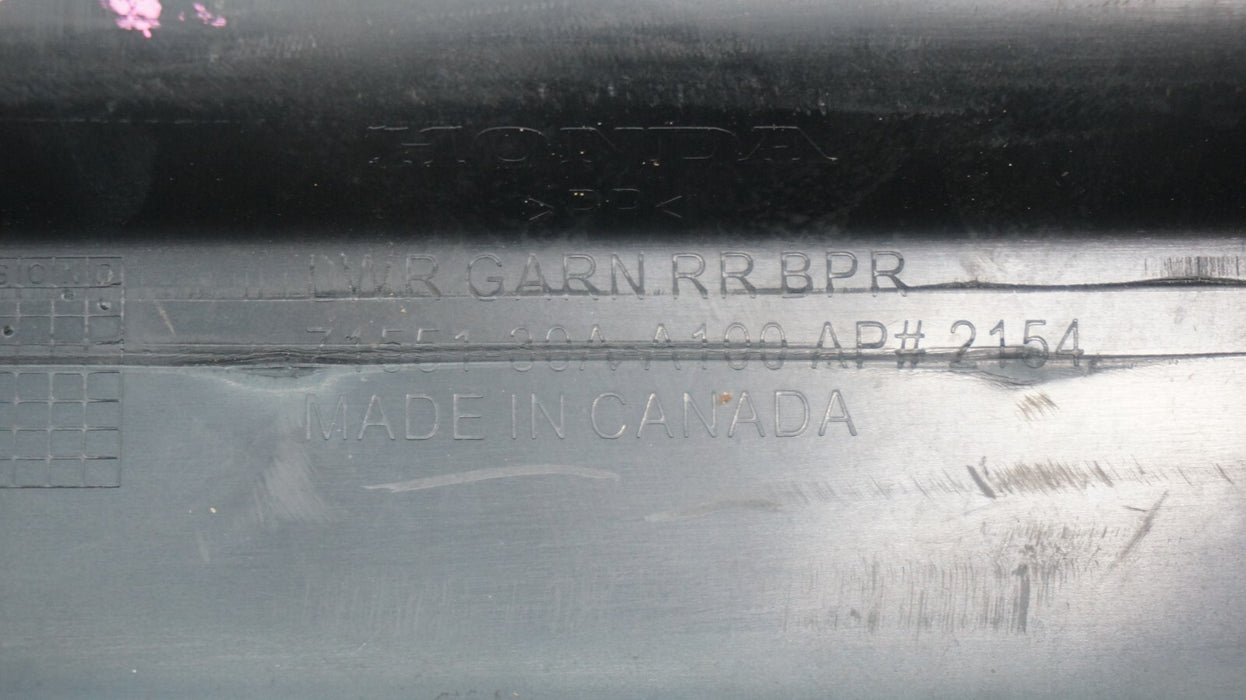 HONDA
>PP<
LWR GARN RR BPR
71551-30A-A100 AP# 2154
MADE IN CANADA